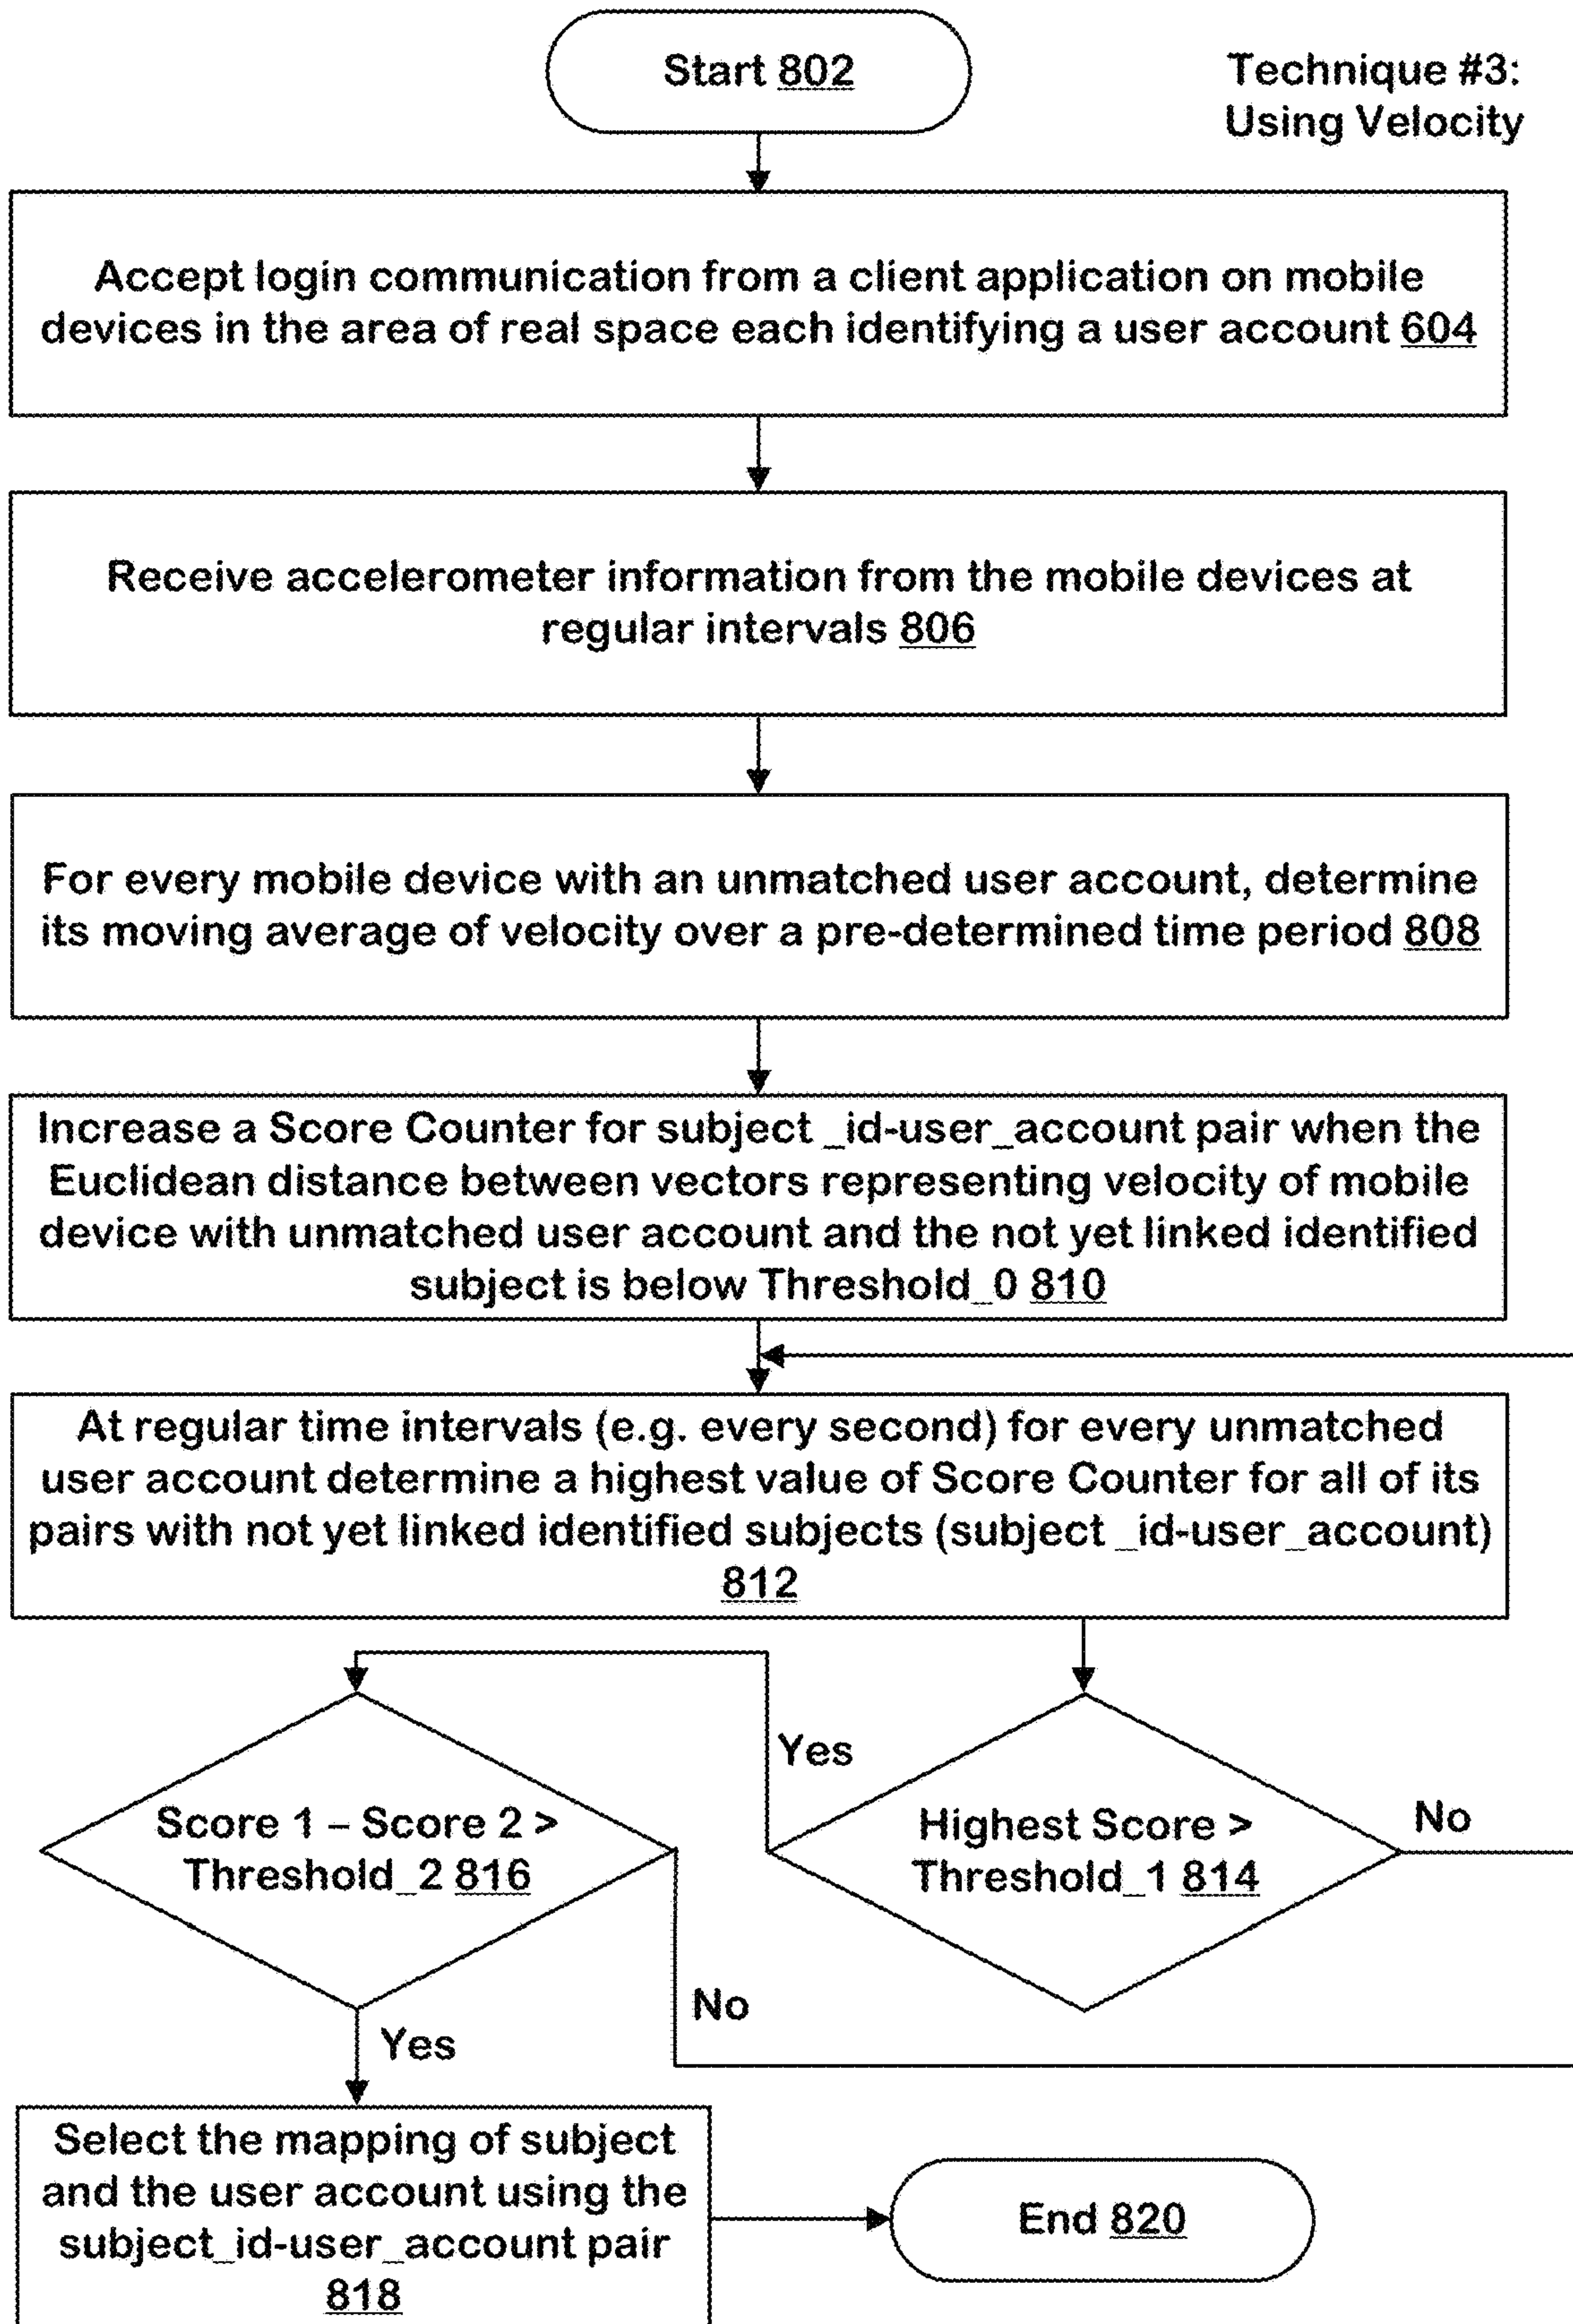 Start 802
Technique #3:
Using Velocity
Accept login communication from a client application on mobile
devices in the area of real space each identifying a user account 604
Receive accelerometer information from the mobile devices at
regular intervals 806
For every mobile device with an unmatched user account, determine
its moving average of velocity over a pre-determined time period 808
Increase a Score Counter for subject _id-user_account pair when the
Euclidean distance between vectors representing velocity of mobile
device with unmatched user account and the not yet linked identified
subject is below Threshold_0 810
At regular time intervals (e.g. every second) for every unmatched
user account determine a highest value of Score Counter for all of its
pairs with not yet linked identified subjects (subject _id-user_account)
812
Yes
Highest Score >
Threshold_1 814
No
Score 1 – Score 2 >
Threshold_2 816
No
Yes
Select the mapping of subject
and the user account using the
subject_id-user_account pair
818
End 820